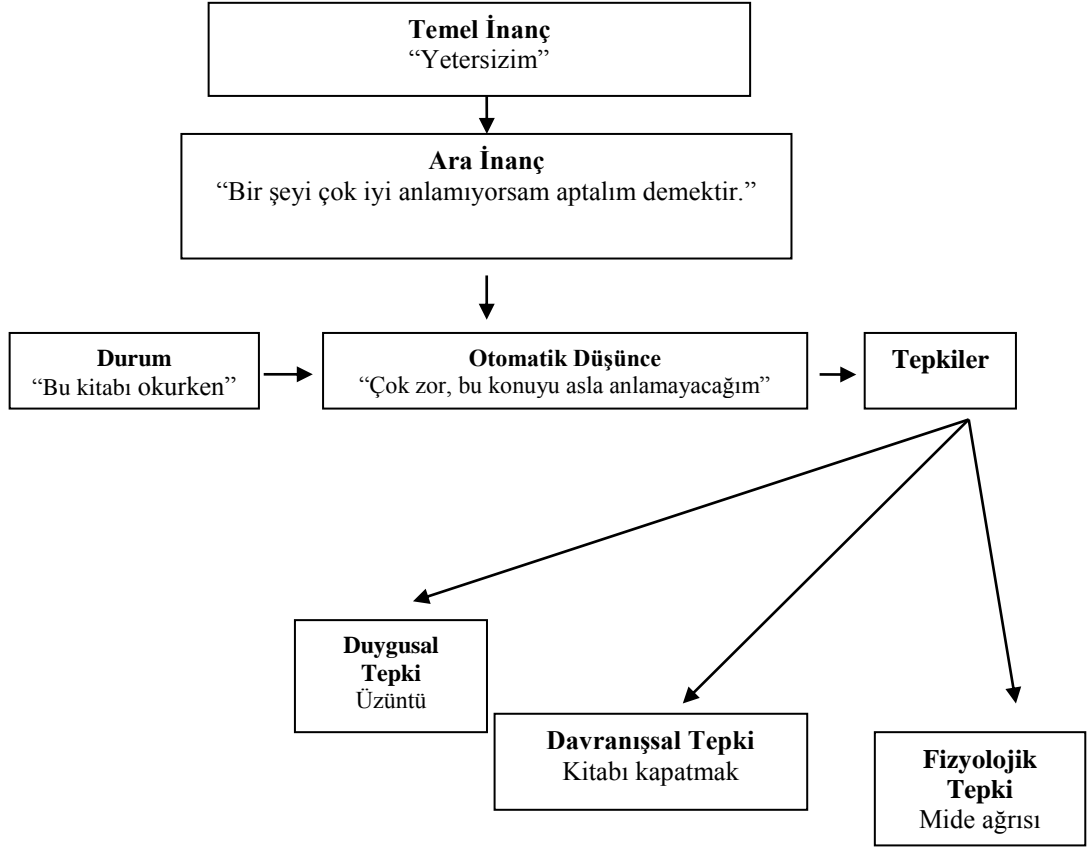 Temel İnanç
“Yetersizim”
Ara İnanç
“Bir şeyi çok iyi anlamıyorsam aptalım demektir.”
Durum
“Bu kitabı okurken”
Otomatik Düşünce
“Çok zor, bu konuyu asla anlamayacağım”
Tepkiler
Duygusal
Tepki
Üzüntü
Davranışsal Tepki
Kitabı kapatmak
Fizyolojik
Tepki
Mide ağrısı